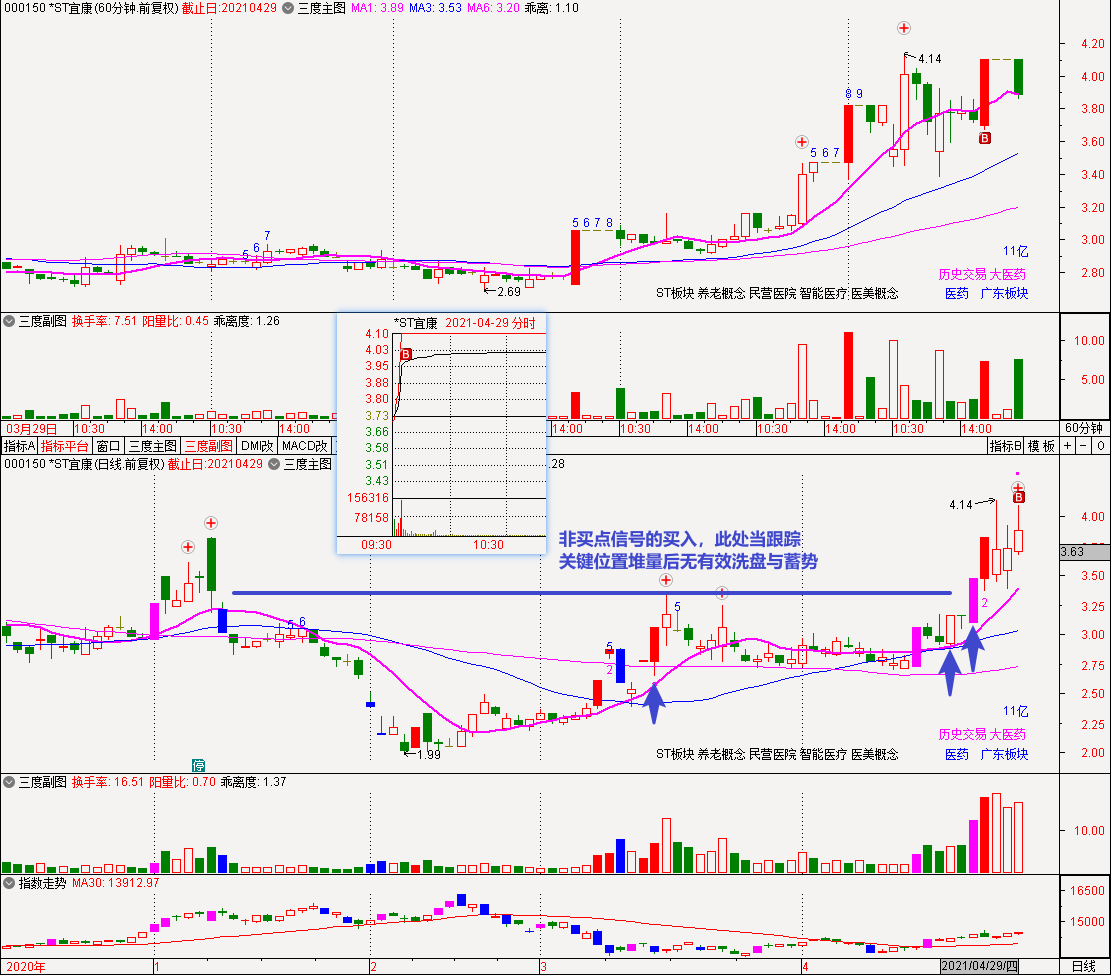 000150 *ST宜康(60分钟.前复权) 截止日:20210429 三度主图 MA1: 3.89 MA3: 3.53 MA6: 3.20 乖离: 1.10
4.20
4.14
4.00
8 9
3.80
B
3.60
5 6 7
3.40
3.20
5 6 7 8
7
6
5
3.00
11亿
2.80
历史交易 大医药
2.69
ST板块 养老概念 民营医院 智能医疗 医美概念
医药 广东板块
三度副图 换手率: 7.51 阳量比: 0.45 乖离度: 1.26
10.00
5.00
03月29日 10:30 14:00 10:30 14:00 14:00 10:30 14:00 10:30 14:00 10:30 14:00 60分钟
*ST宜康 2021-04-29 分时
4.10
4.03
B
3.95
3.88
3.80
3.73
3.66
3.58
3.51
3.43
156316
78158
09:30 10:30
指标A 指标平台 窗口 三度主图 三度副图 DM改 MACD改 指标B 模 板 + - 0
000150 *ST宜康(日线.前复权) 截止日:20210429 三度主图 .28
4.14
B
4.00
非买点信号的买入，此处当跟踪
关键位置堆量后无有效洗盘与蓄势
3.63
3.50
3.25
5
2
5 6
3.00
5
2
2.75
2.50
11亿
2.25
历史交易 大医药
1.99
2.00
ST板块 养老概念 民营医院 智能医疗 医美概念
医药 广东板块
停
三度副图 换手率: 16.51 阳量比: 0.70 乖离度: 1.37
10.00
指数走势 MA30: 13912.97
16500
15000
2020年 1 2 3 4 2021/04/29/四 日线